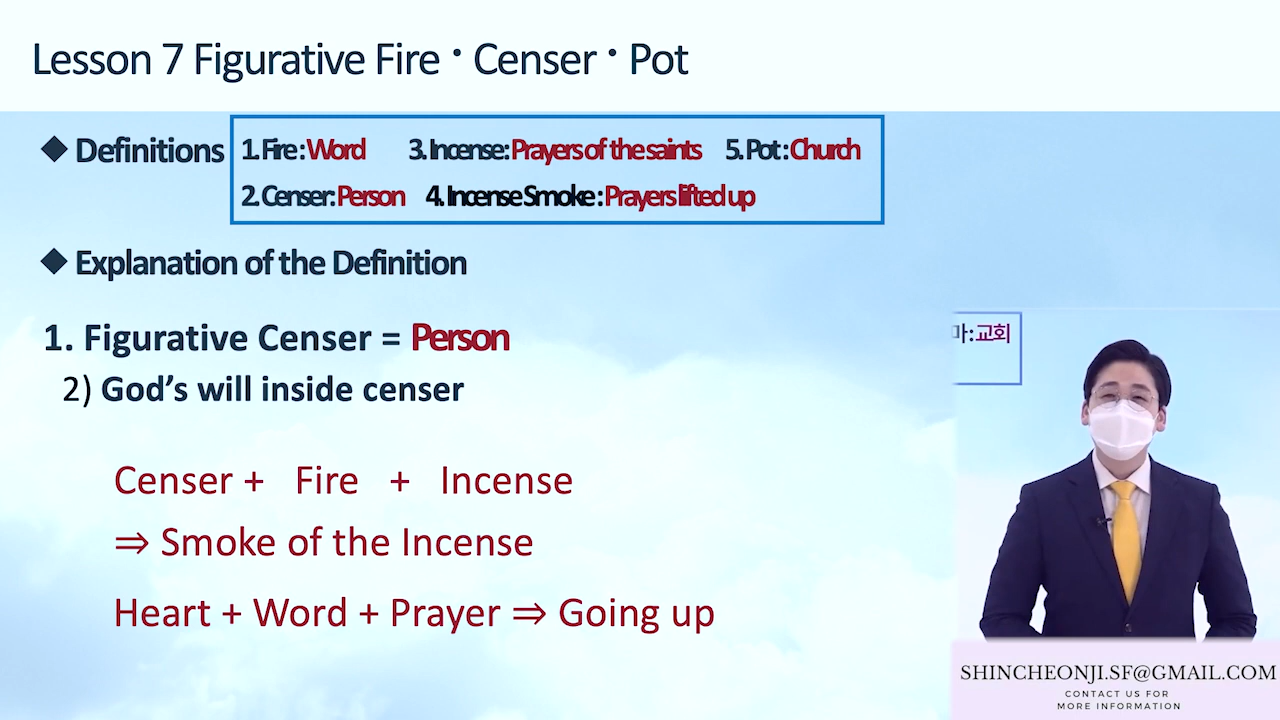 Lesson 7 Figurative Fire · Censer · Pot
◆ Definitions
1. Fire : Word 3. Incense : Prayers of the saints 5. Pot : Church
2. Censer : Person 4. Incense Smoke : Prayers lifted up
◆ Explanation of the Definition
1. Figurative Censer = Person
2) God’s will inside censer
Censer + Fire + Incense
⇒ Smoke of the Incense
Heart + Word + Prayer ⇒ Going up
마:교회
SHINCHEONJI.SF@GMAIL.COM
CONTACT US FOR
MORE INFORMATION